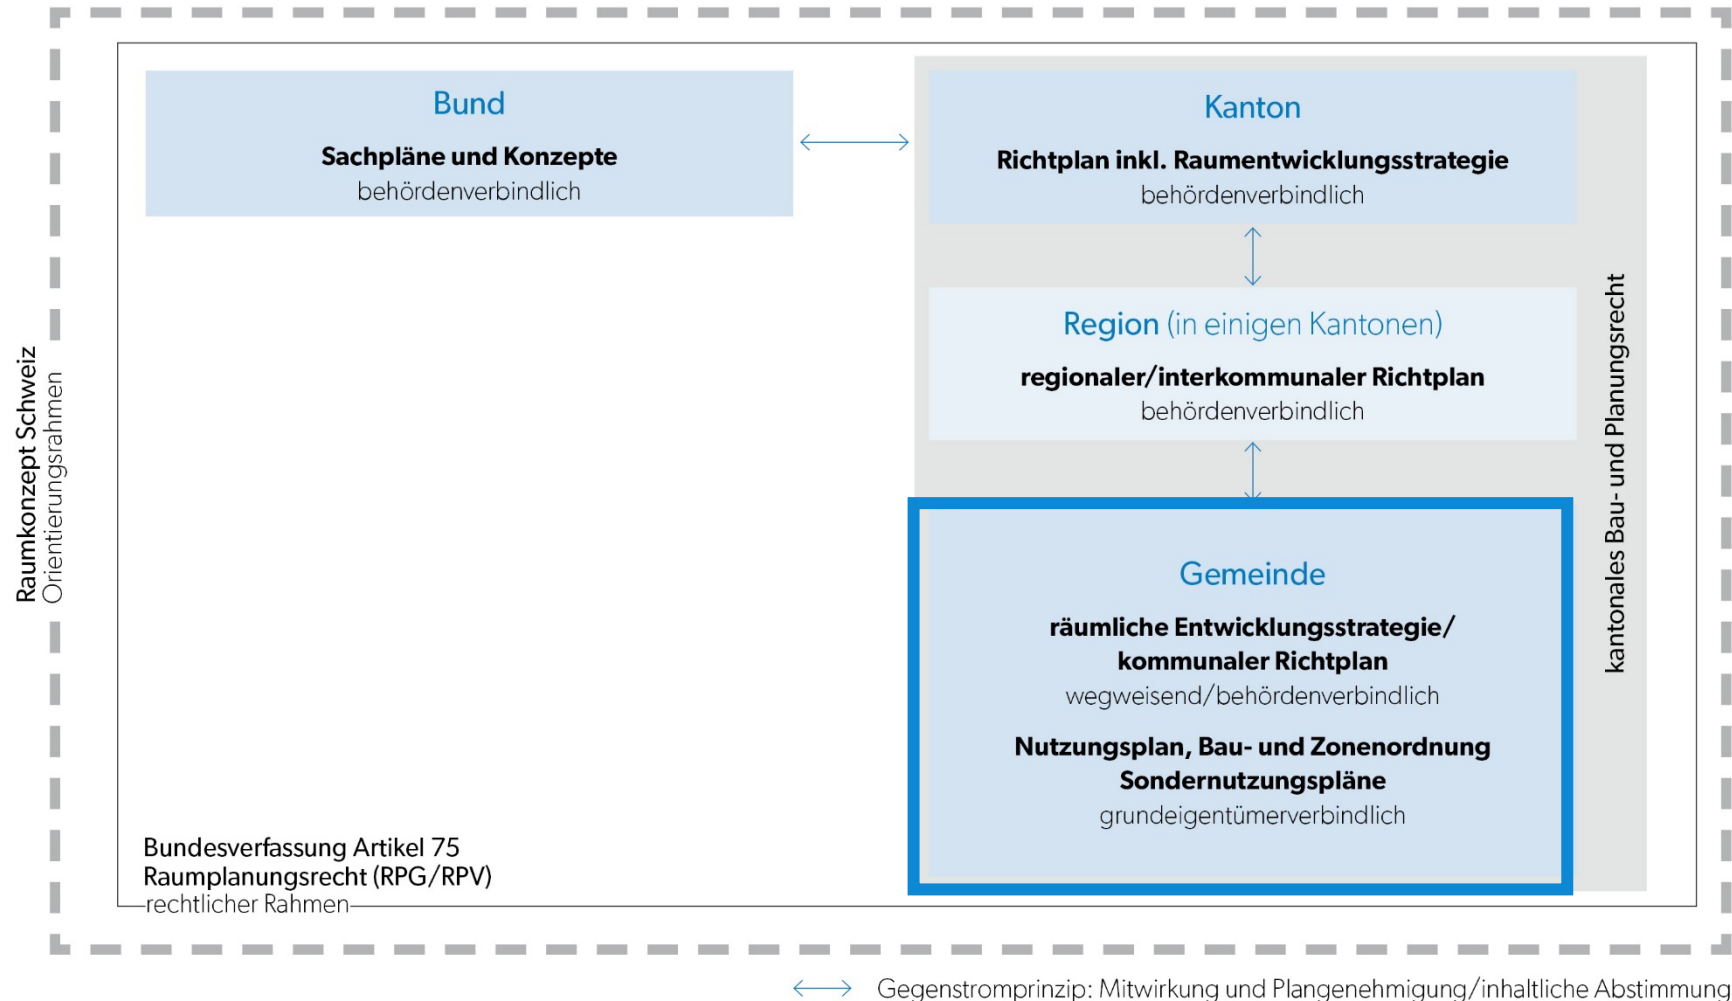 Raumkonzept Schweiz
Orientierungsrahmen
Bund
Sachpläne und Konzepte
behördenverbindlich
Kanton
Richtplan inkl. Raumentwicklungsstrategie
behördenverbindlich
Region (in einigen Kantonen)
regionaler/interkommunaler Richtplan
behördenverbindlich
Gemeinde
räumliche Entwicklungsstrategie/
kommunaler Richtplan
wegweisend/behördenverbindlich
Nutzungsplan, Bau- und Zonenordnung
Sondernutzungspläne
grundeigentümerverbindlich
kantonales Bau- und Planungsrecht
Bundesverfassung Artikel 75
Raumplanungsrecht (RPG/RPV)
rechtlicher Rahmen
Gegenstromprinzip: Mitwirkung und Plangenehmigung/inhaltliche Abstimmung